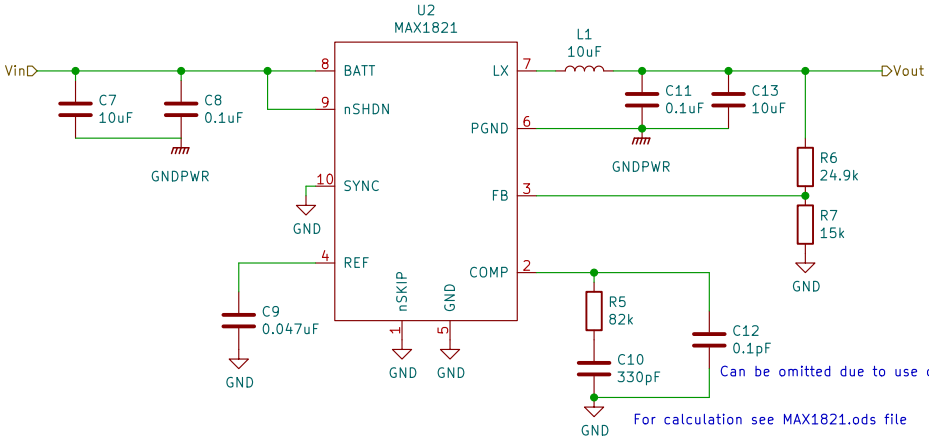 U2
MAX1821
L1
10uF
Vin
8
BATT
LX
7
Vout
C7
10uF
C8
0.1uF
9
nSHDN
C11
0.1uF
C13
10uF
PGND
6
GNDPWR
GNDPWR
R6
24.9k
10
SYNC
FB
3
GND
R7
15k
4
REF
COMP
2
GND
nSKIP
GND
C9
0.047uF
R5
82k
1
5
C12
0.1pF
GND
GND
GND
C10
330pF
Can be omitted due to use
For calculation see MAX1821.ods file
GND